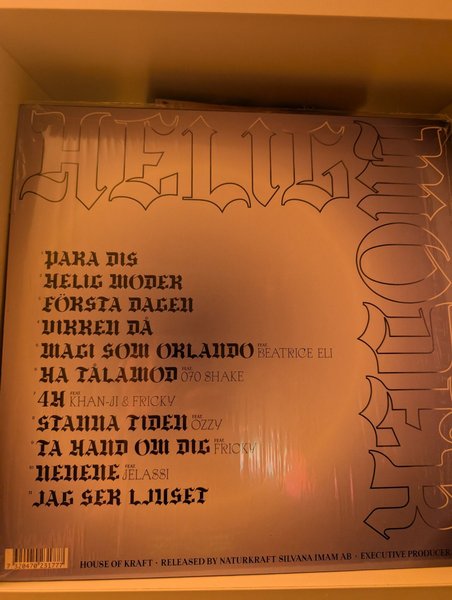 HELIG
MODER
PARA DIS
HELIG MODER
FÖRSTA DAGEN
VIKKEN DÅ
MAGI SOM ORLANDO FEAT. BEATRICE ELI
HA TÅLAMOD FEAT. 070 SHAKE
4H FEAT. KHAN-JI & FRICKY
STANNA TIDEN FEAT. ÖZZY
TA HAND OM DIG FEAT. FRICKY
NENENE FEAT. JELASSI
JAG SER LJUSET
HOUSE OF KRAFT · RELEASED BY NATURKRAFT SILVANA IMAM AB · EXECUTIVE PRODUCER